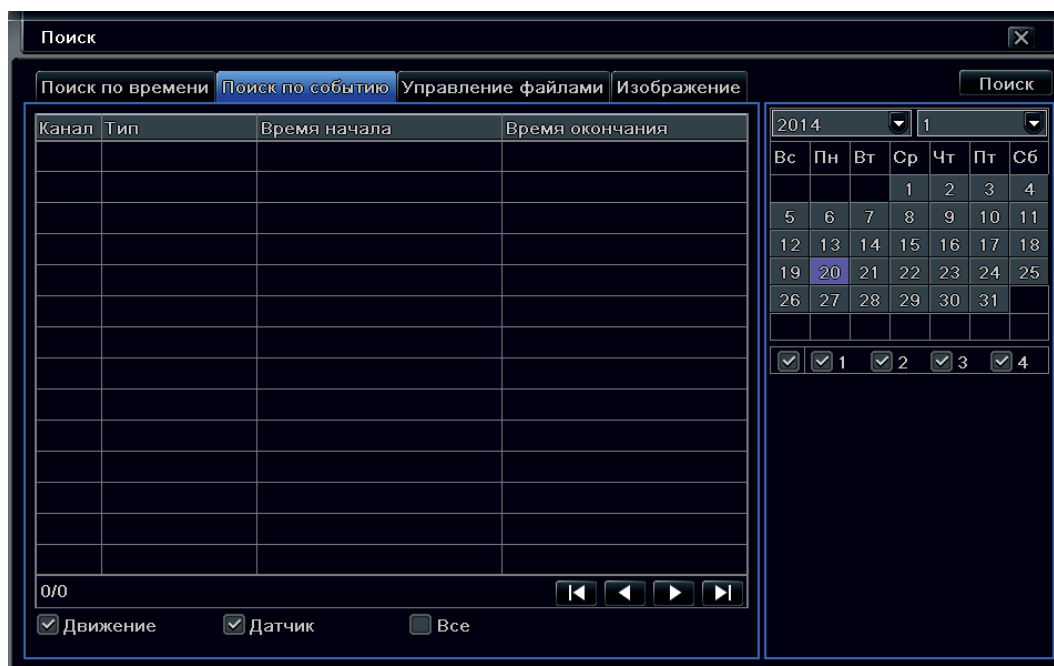 Поиск
Поиск по времени Поиск по событию Управление файлами Изображение Поиск
Канал Тип Время начала Время окончания
2014 1
Вс Пн Вт Ср Чт Пт Сб
1 2 3 4
5 6 7 8 9 10 11
12 13 14 15 16 17 18
19 20 21 22 23 24 25
26 27 28 29 30 31
1 2 3 4
0/0
Движение Датчик Все